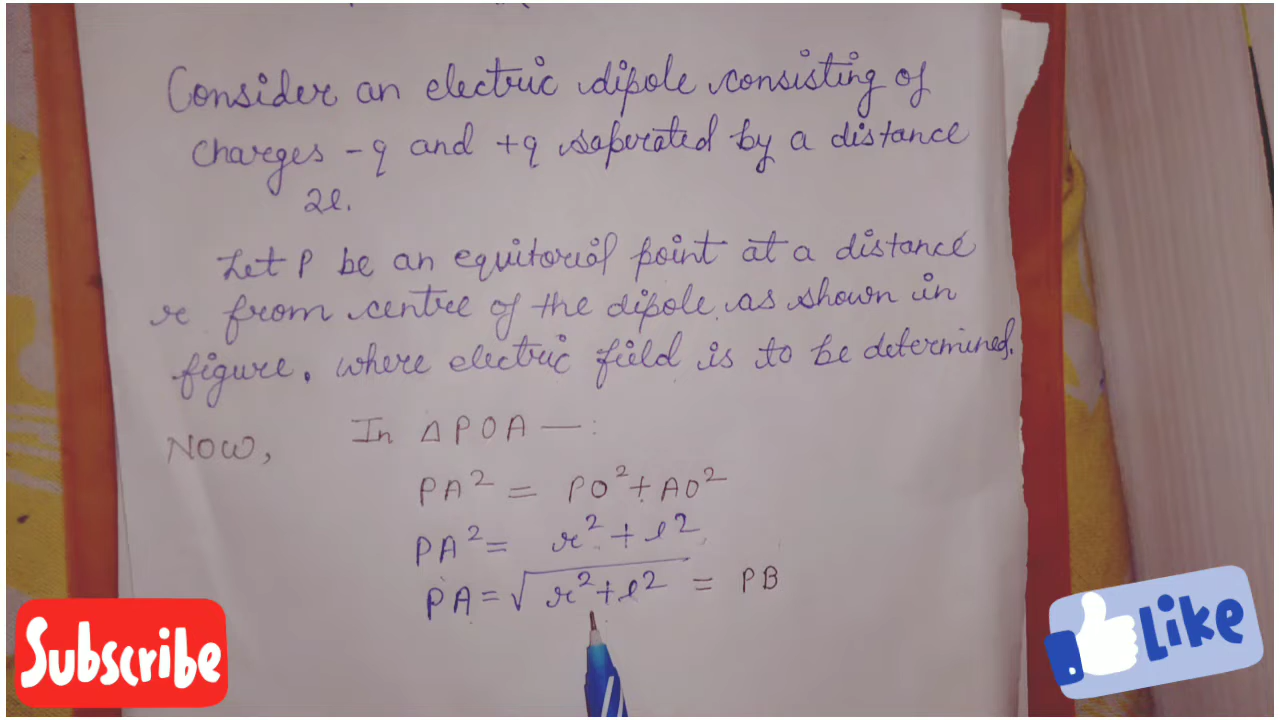 Consider an electric dipole consisting of
charges -q and +q saperated by a distance
2l.
Let P be an equitorial point at a distance
r from centre of the dipole. as shown in
figure. where electric field is to be determined.
NOW, In △POA —:
PA² = PO² + AO²
PA² = r² + l²
PA = √(r² + l²) = PB
Subscribe
Like